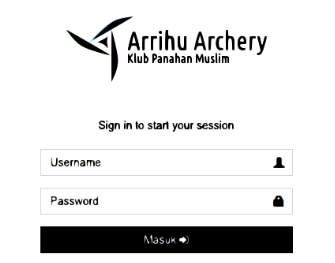 Arrihu Archery
Klub Panahan Muslim
Sign in to start your session
Username
Password
Masuk